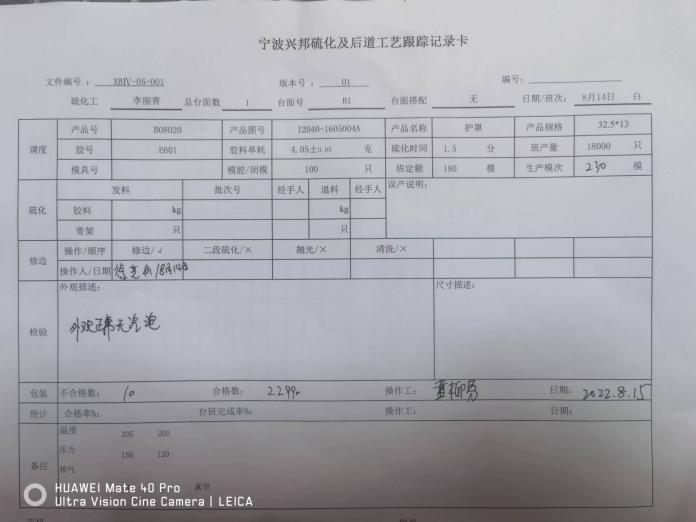 宁波兴邦硫化及后道工艺跟踪记录卡
文件编号： XBIV-05-001 版本号： 01 编号：
硫化工 李丽青 总台面数 1 台面号 B1 台面搭配 无 日期/班次： 8月14日 白
调度 产品号 B08020 产品图号 12040-1605004A 产品名称 护罩 产品规格 32.5*13
胶号 E601 胶料单耗 4.05±0.05 克 硫化时间 1.5 分 班产量 18000 只
模具号 模腔/闭模 100 只 班定额 180 模 生产模次 230 模
硫化 发料 批次号 经手人 退料 经手人 误产说明：
胶料 kg kg
骨架 只 只
修边 操作/顺序 修边/√ 二段硫化/× 抛光/× 清洗/×
操作人/日期 徐 8月14日
检验 外观描述： 尺寸描述：
外观正常无气泡
包装 不合格数： 10 合格数： 22990 操作工： 日期： 2022.8.15
统计 合格率%： 台班完成率%： 操作工： 日期：
备注 温度 205 200
压力 150 120
排气
真空
HUAWEI Mate 40 Pro
Ultra Vision Cine Camera | LEICA